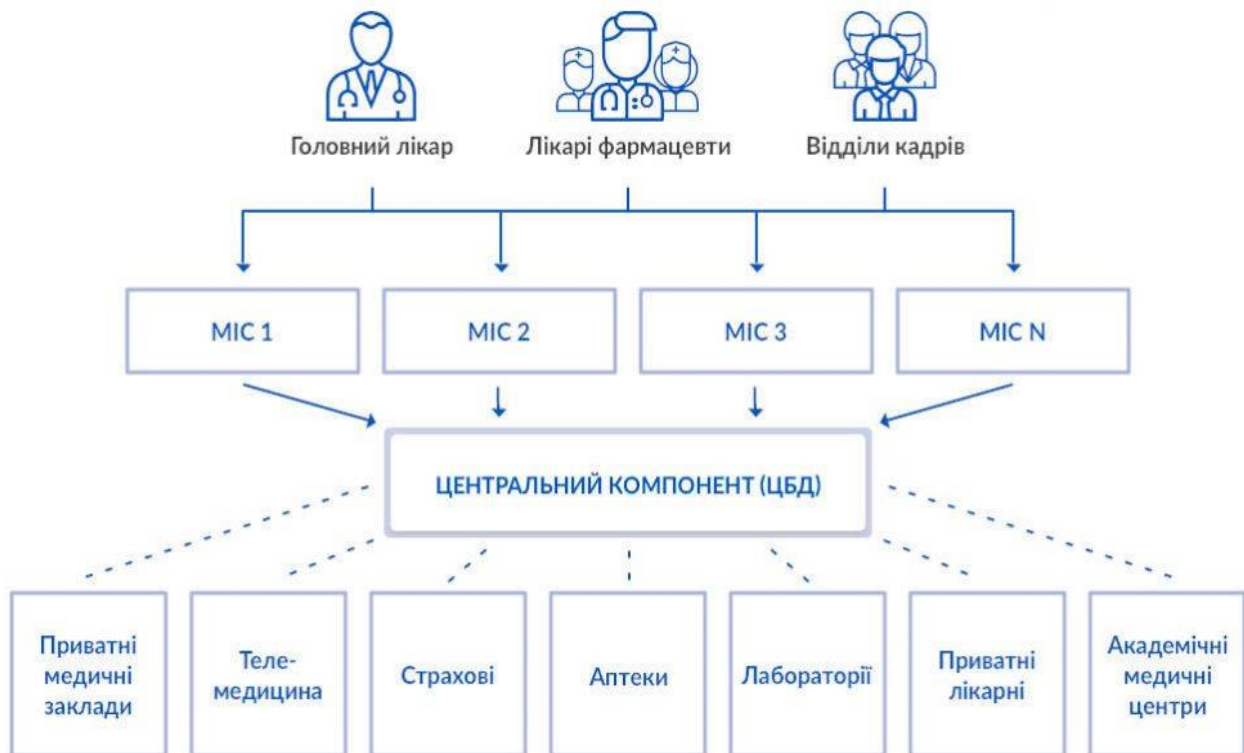 Головний лікар
Лікарі фармацевти
Відділи кадрів
МІС 1
МІС 2
МІС 3
МІС N
ЦЕНТРАЛЬНИЙ КОМПОНЕНТ (ЦБД)
Приватні
медичні
заклади
Теле-
медицина
Страхові
Аптеки
Лабораторії
Приватні
лікарні
Академічні
медичні
центри